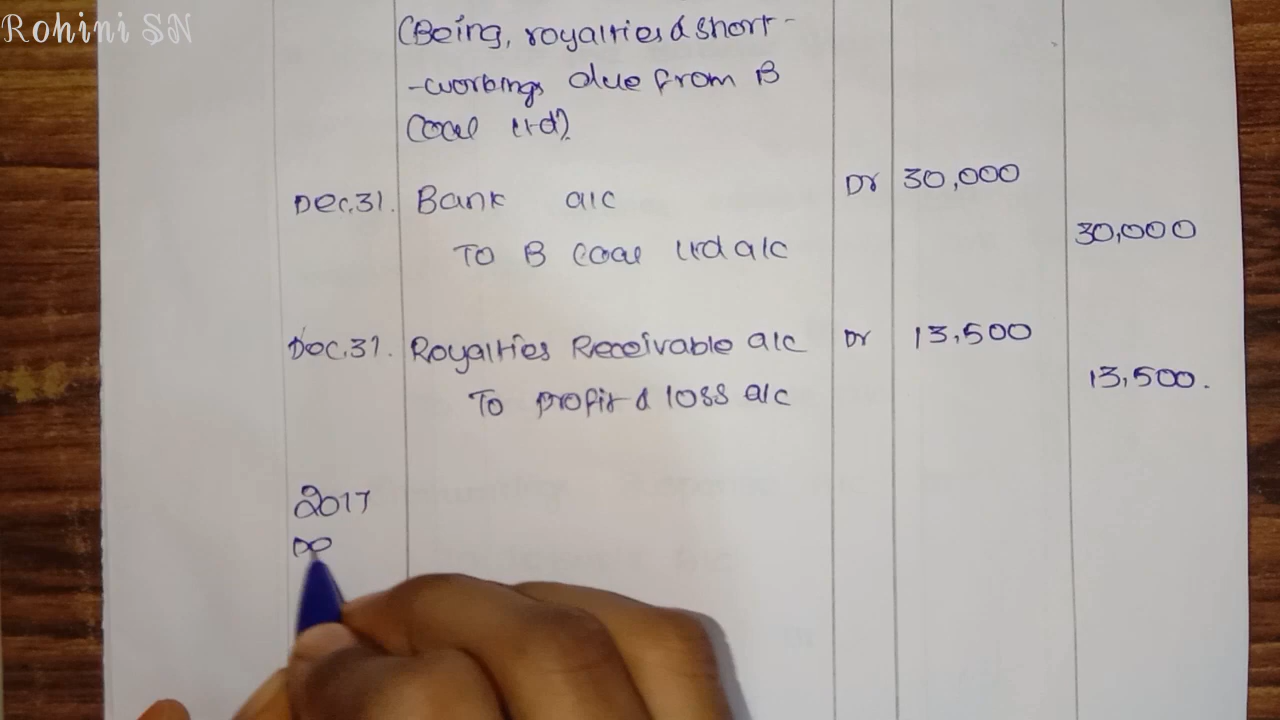 Rohini SN
(Being, royalties & short-
-workings due from B
Coal Ltd)
Dec.31. Bank a/c Dr 30,000
To B Coal Ltd a/c 30,000
Dec.31. Royalties Receivable a/c Dr 13,500
To profit & loss a/c 13,500.
2017